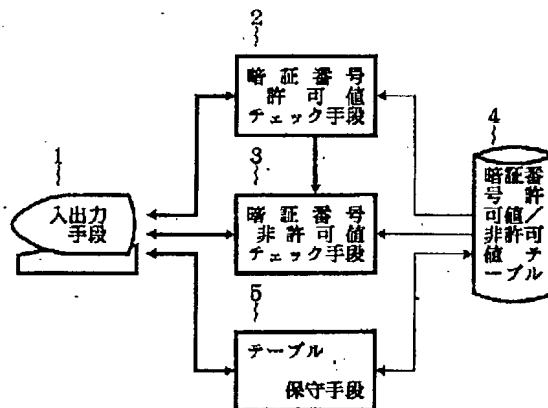 2
暗証番号
許可値
チェック手段
4
暗証番
号許
可値/
非許可
値テ
ーブル
1
入出力
手段
3
暗証番号
非許可値
チェック手段
5
テーブル
保守手段